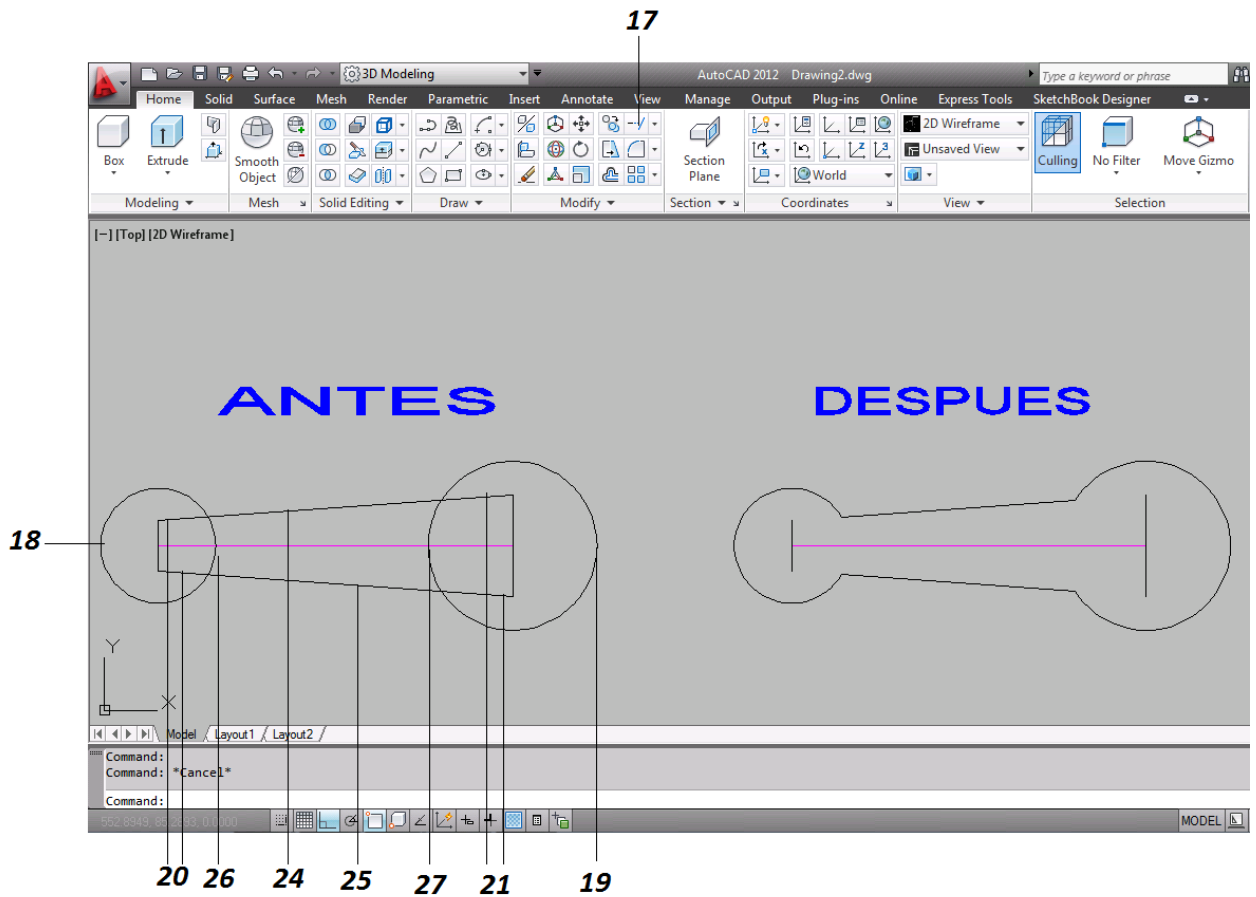 17
3D Modeling AutoCAD 2012 Drawing2.dwg Type a keyword or phrase
Home Solid Surface Mesh Render Parametric Insert Annotate View Manage Output Plug-ins Online Express Tools SketchBook Designer
Box Extrude Smooth Object Section Plane World 2D Wireframe Unsaved View Culling No Filter Move Gizmo
Modeling Mesh Solid Editing Draw Modify Section Coordinates View Selection
[−] [Top] [2D Wireframe]
ANTES DESPUES
18
Y
X
Model Layout1 Layout2
Command:
Command: *Cancel*
Command:
MODEL
20 26 24 25 27 21 19